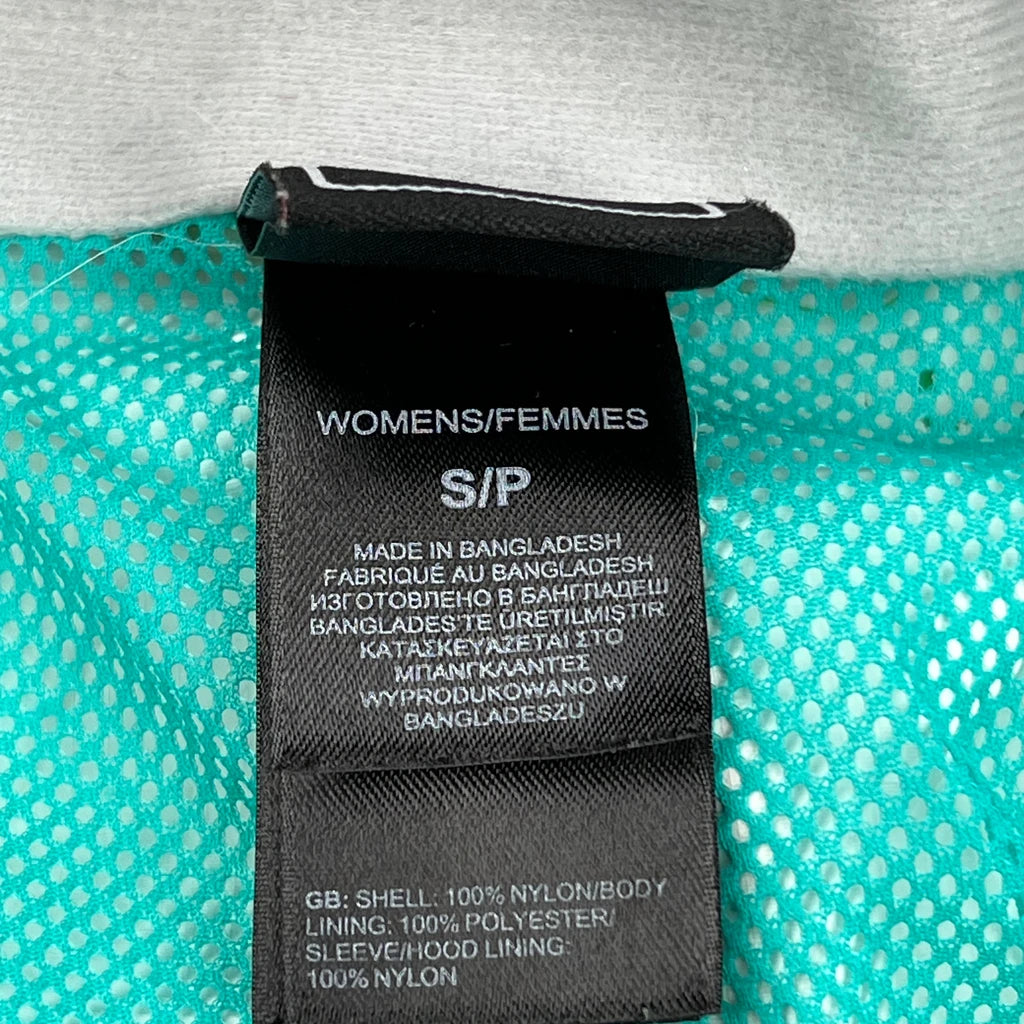 WOMENS/FEMMES
S/P
MADE IN BANGLADESH
FABRIQUÉ AU BANGLADESH
ИЗГОТОВЛЕНО В БАНГЛАДЕШ
BANGLADEŞ'TE ÜRETILMIŞTIR
ΚΑΤΑΣΚΕΥΑΖΕΤΑΙ ΣΤΟ
ΜΠΑΝΓΚΛΑΝΤΕΣ
WYPRODUKOWANO W
BANGLADESZU
GB: SHELL: 100% NYLON/BODY
LINING: 100% POLYESTER/
SLEEVE/HOOD LINING:
100% NYLON